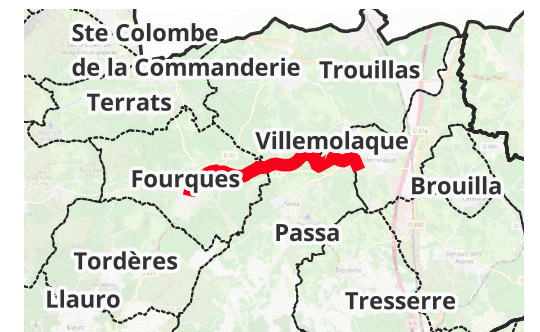 Ste Colombe
de la Commanderie
Trouillas
Terrats
Villemolaque
Fourques
Brouilla
Passa
Tordères
Llauro
Tresserre